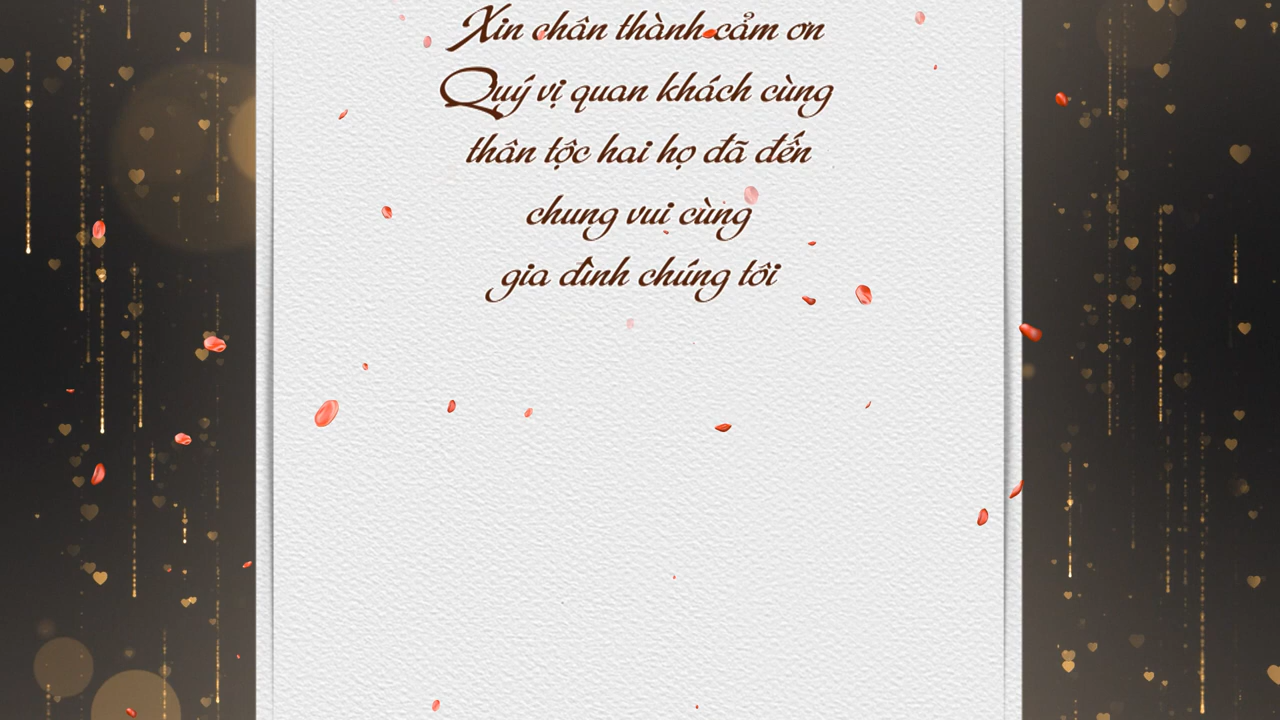 Xin chân thành cảm ơn
Quý vị quan khách cùng
thân tộc hai họ đã đến
chung vui cùng
gia đình chúng tôi